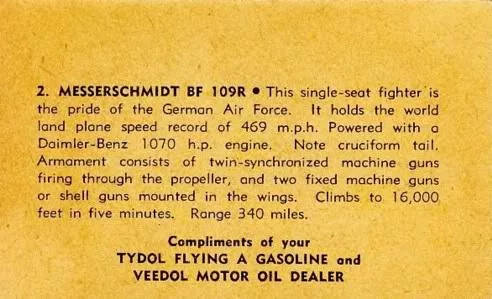 2. MESSERSCHMIDT BF 109R • This single-seat fighter is
the pride of the German Air Force. It holds the world
land plane speed record of 469 m.p.h. Powered with a
Daimler-Benz 1070 h.p. engine. Note cruciform tail.
Armament consists of twin-synchronized machine guns
firing through the propeller, and two fixed machine guns
or shell guns mounted in the wings. Climbs to 16,000
feet in five minutes. Range 340 miles.
Compliments of your
TYDOL FLYING A GASOLINE and
VEEDOL MOTOR OIL DEALER